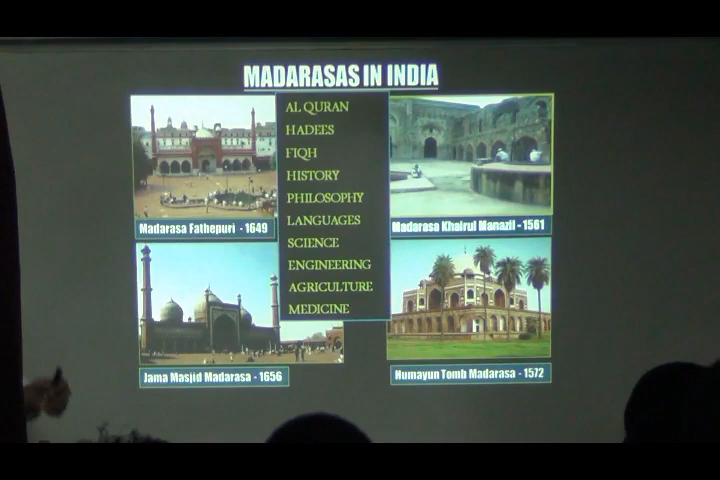 MADARASAS IN INDIA
AL QURAN
HADEES
FIQH
HISTORY
PHILOSOPHY
LANGUAGES
SCIENCE
ENGINEERING
AGRICULTURE
MEDICINE
Madarasa Fathepuri - 1649
Madarasa Khairul Manazil - 1561
Jama Masjid Madarasa - 1656
Humayun Tomb Madarasa - 1572